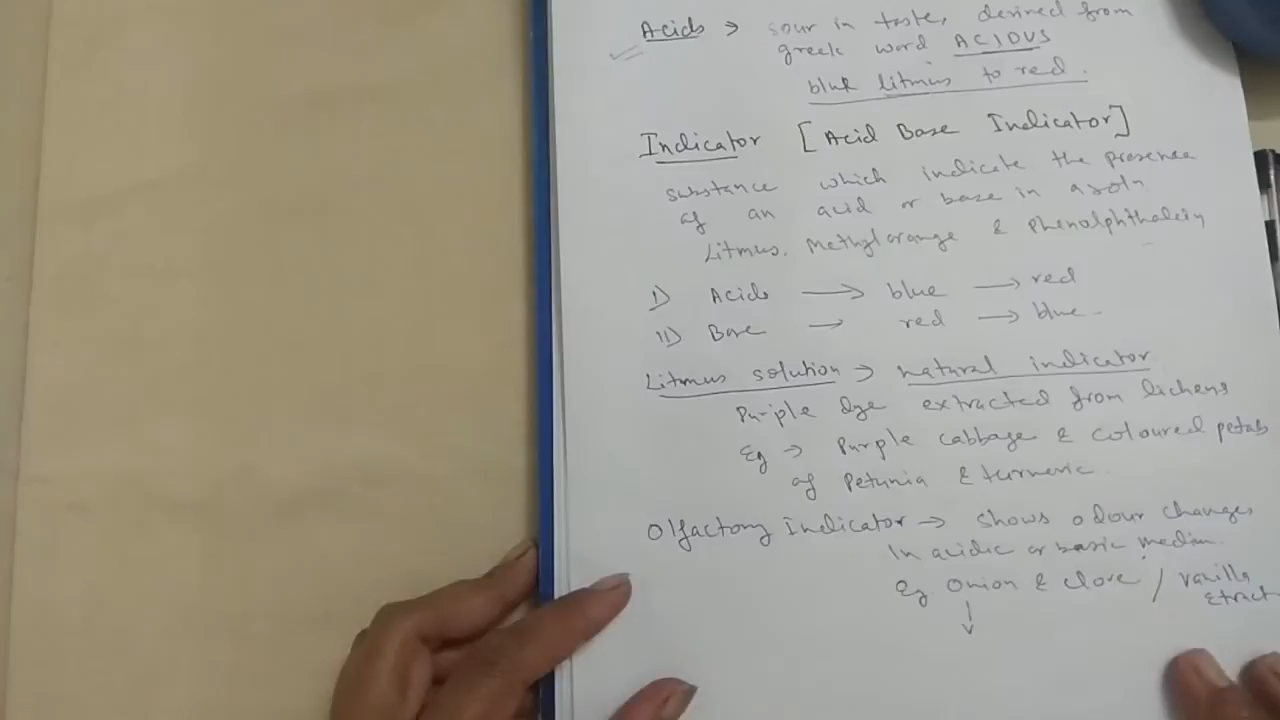 Acids → sour in taste, derived from
greek word ACIDUS
blue litmus to red.
Indicator [Acid Base Indicator]
substance which indicate the presence
of an acid or base in a soln
Litmus, Methyl orange & Phenolphthalein
I) Acids → blue → red
II) Base → red → blue.
Litmus solution → natural indicator
Purple dye extracted from lichens
Eg → Purple cabbage & coloured petals
of Petunia & turmeric.
Olfactory Indicator → shows odour changes
in acidic or basic medium.
Eg Onion & clove / vanilla